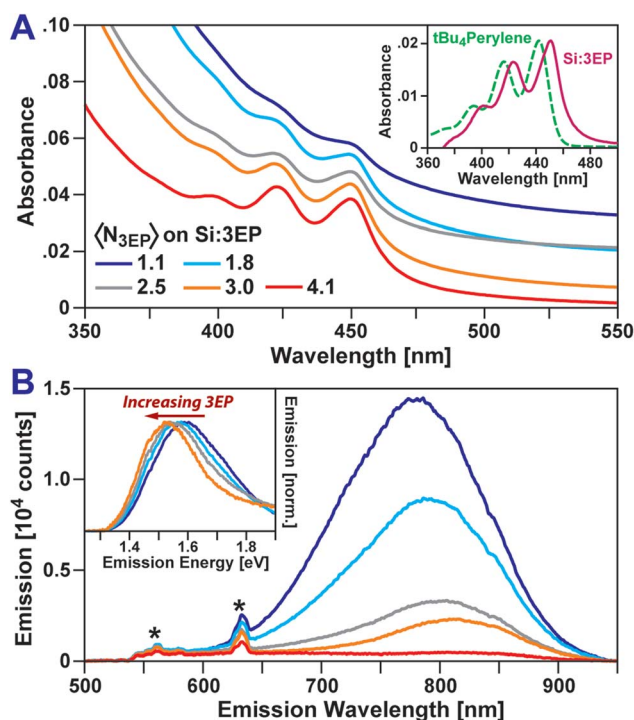 A
.10
.08
.06
.04
.02
0
Absorbance
350
400
450
500
550
Wavelength [nm]
⟨N3EP⟩ on Si:3EP
1.1
1.8
2.5
3.0
4.1
tBu4Perylene
Si:3EP
.02
.01
0
Absorbance
360
400
440
480
Wavelength [nm]
B
1.5
1.0
0.5
0
Emission [10^4 counts]
500
600
700
800
900
Emission Wavelength [nm]
*
*
Increasing 3EP
Emission [norm.]
1.4
1.6
1.8
Emission Energy [eV]